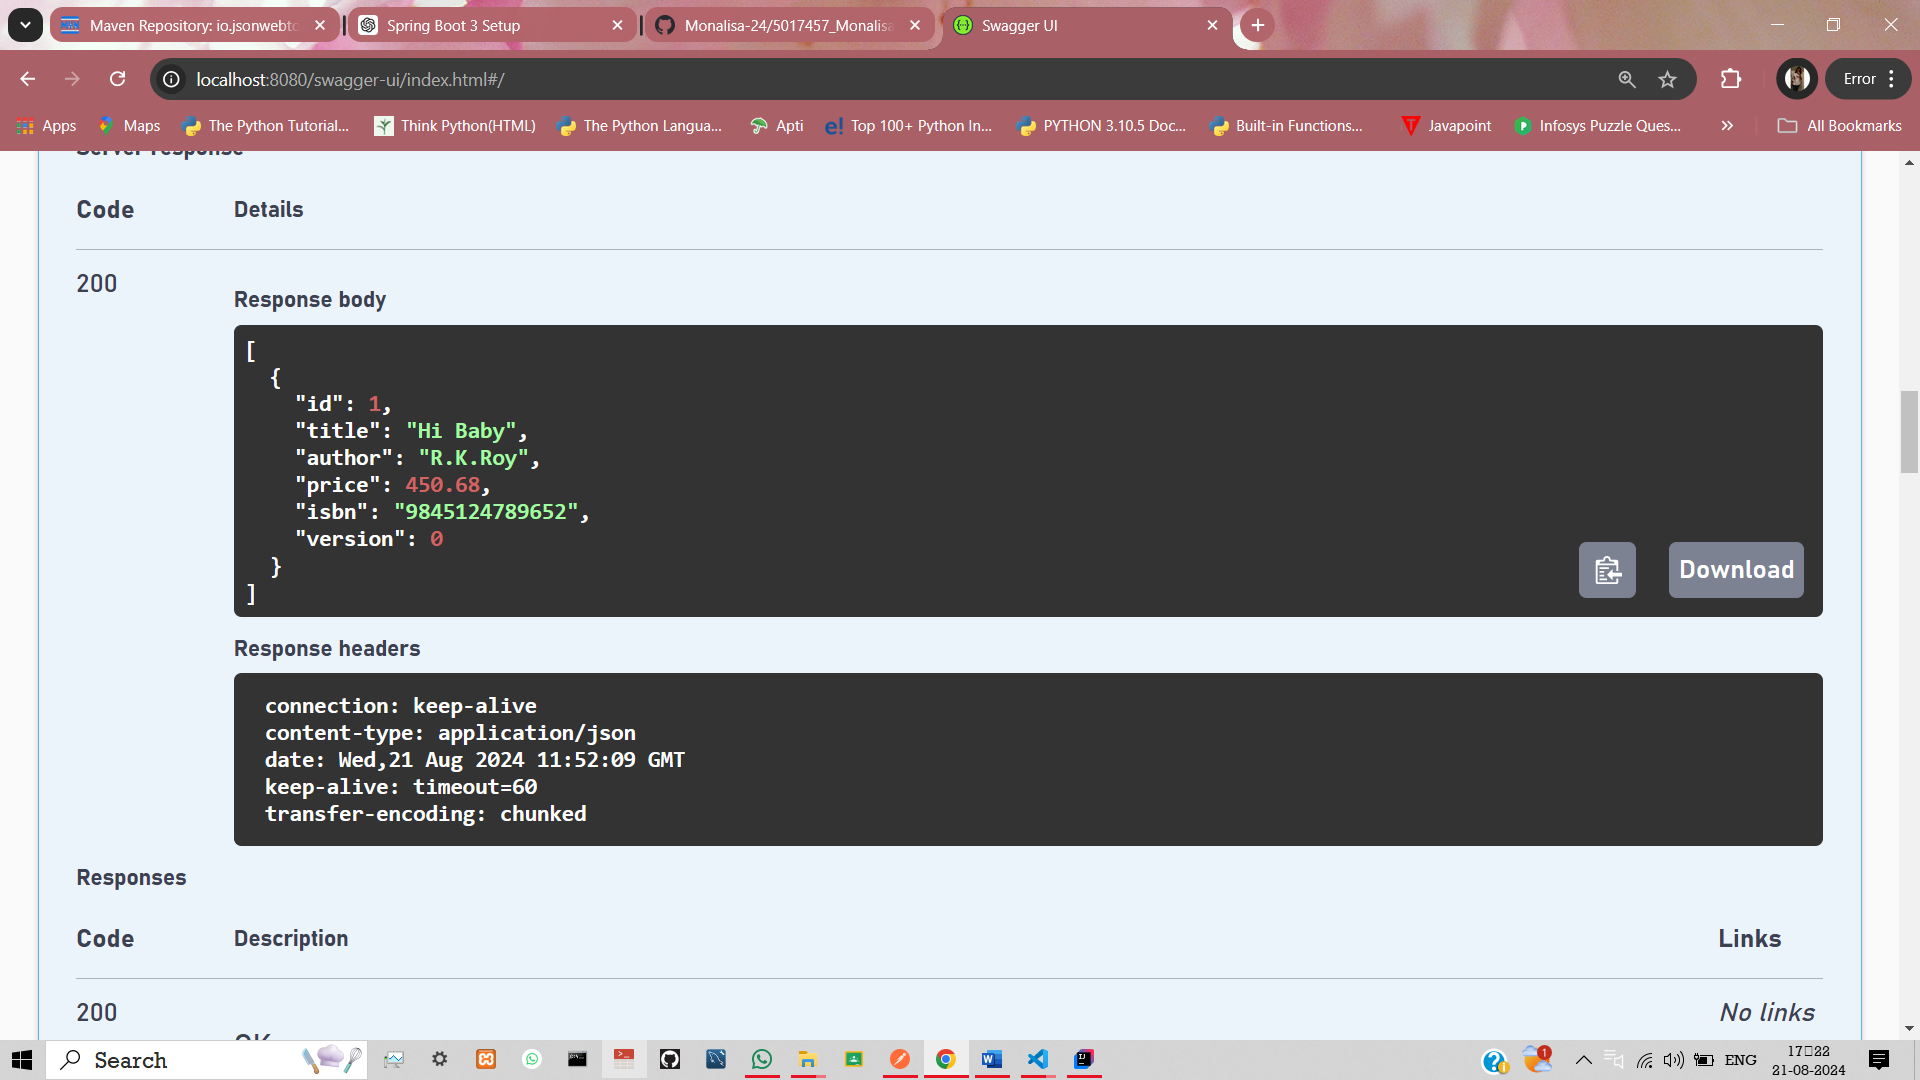 Maven Repository: io.jsonwebto
Spring Boot 3 Setup
Monalisa-24/5017457_Monalisa
Swagger UI
localhost:8080/swagger-ui/index.html#/
Error
Apps
Maps
The Python Tutorial...
Think Python(HTML)
The Python Langua...
Apti
Top 100+ Python In...
PYTHON 3.10.5 Doc...
Built-in Functions...
Javapoint
Infosys Puzzle Ques...
All Bookmarks
Server response
Code Details
200
Response body
[
{
"id": 1,
"title": "Hi Baby",
"author": "R.K.Roy",
"price": 450.68,
"isbn": "9845124789652",
"version": 0
}
]
Download
Response headers
connection: keep-alive
content-type: application/json
date: Wed,21 Aug 2024 11:52:09 GMT
keep-alive: timeout=60
transfer-encoding: chunked
Responses
Code Description Links
200 No links
OK
Search
1
ENG
17:22
21-08-2024